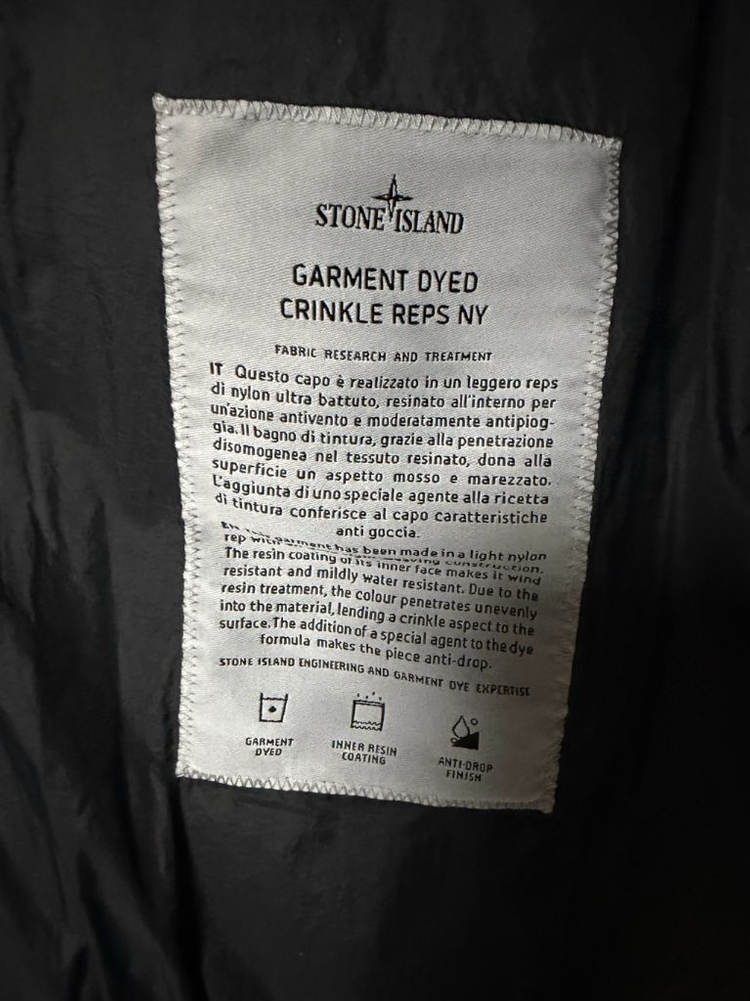 STONE ISLAND
GARMENT DYED
CRINKLE REPS NY
FABRIC RESEARCH AND TREATMENT
IT Questo capo è realizzato in un leggero reps
di nylon ultra battuto, resinato all'interno per
un'azione antivento e moderatamente antipiog-
gia. Il bagno di tintura, grazie alla penetrazione
disomogenea nel tessuto resinato, dona alla
superficie un aspetto mosso e marezzato.
L'aggiunta di uno speciale agente alla ricetta
di tintura conferisce al capo caratteristiche
anti goccia.
garment has been made in a light nylon
rep with weaving construction.
The resin coating of its inner face makes it wind
resistant and mildly water resistant. Due to the
resin treatment, the colour penetrates unevenly
into the material, lending a crinkle aspect to the
surface. The addition of a special agent to the dye
formula makes the piece anti-drop.
STONE ISLAND ENGINEERING AND GARMENT DYE EXPERTISE
GARMENT
DYED
INNER RESIN
COATING
ANTI-DROP
FINISH